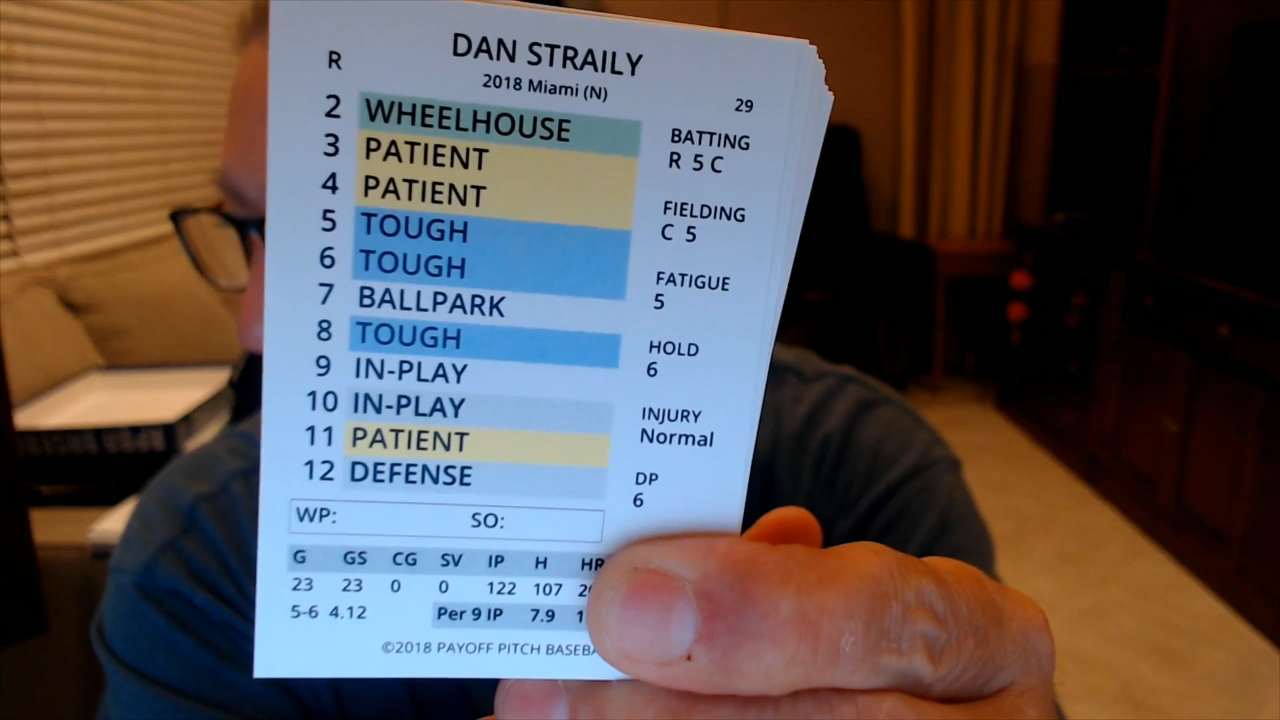 DAN STRAILY
2018 Miami (N)
R
29
2 WHEELHOUSE
3 PATIENT
4 PATIENT
5 TOUGH
6 TOUGH
7 BALLPARK
8 TOUGH
9 IN-PLAY
10 IN-PLAY
11 PATIENT
12 DEFENSE
BATTING
R 5 C
FIELDING
C 5
FATIGUE
5
HOLD
6
INJURY
Normal
DP
6
WP: SO:
G GS CG SV IP H HR
23 23 0 0 122 107
5-6 4.12 Per 9 IP 7.9
©2018 PAYOFF PITCH